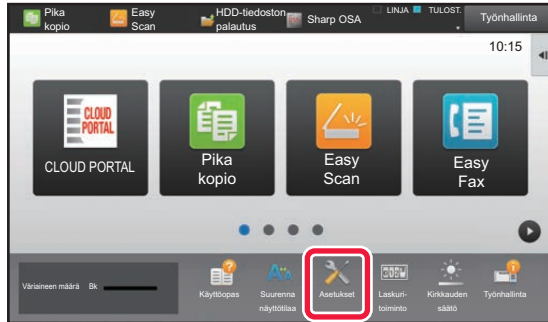 Pika
kopio
Easy
Scan
HDD-tiedoston
palautus
Sharp OSA
LINJA
TULOST.
Työnhallinta
10:15
CLOUD
PORTAL
CLOUD PORTAL
Pika
kopio
Easy
Scan
Easy
Fax
Väriaineen määrä Bk
Käyttöopas
Suurenna
näyttötilaa
Asetukset
Laskuri-
toiminto
Kirkkauden
säätö
Työnhallinta